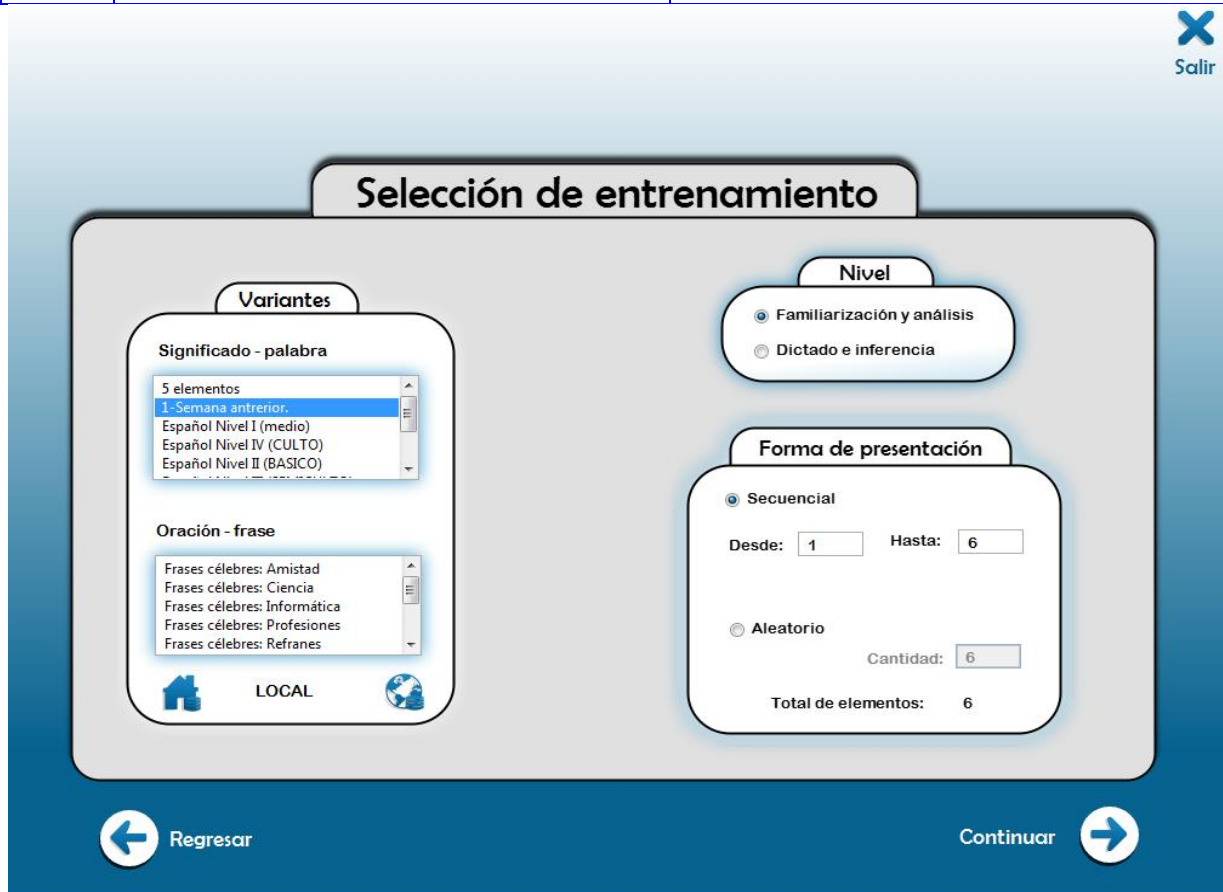 Salir
Selección de entrenamiento
Variantes
Significado - palabra
5 elementos
1-Semana antrerior.
Español Nivel I (medio)
Español Nivel IV (CULTO)
Español Nivel II (BASICO)
Oración - frase
Frases célebres: Amistad
Frases célebres: Ciencia
Frases célebres: Informática
Frases célebres: Profesiones
Frases célebres: Refranes
LOCAL
Nivel
Familiarización y análisis
Dictado e inferencia
Forma de presentación
Secuencial
Desde: 1 Hasta: 6
Aleatorio
Cantidad: 6
Total de elementos: 6
Regresar
Continuar